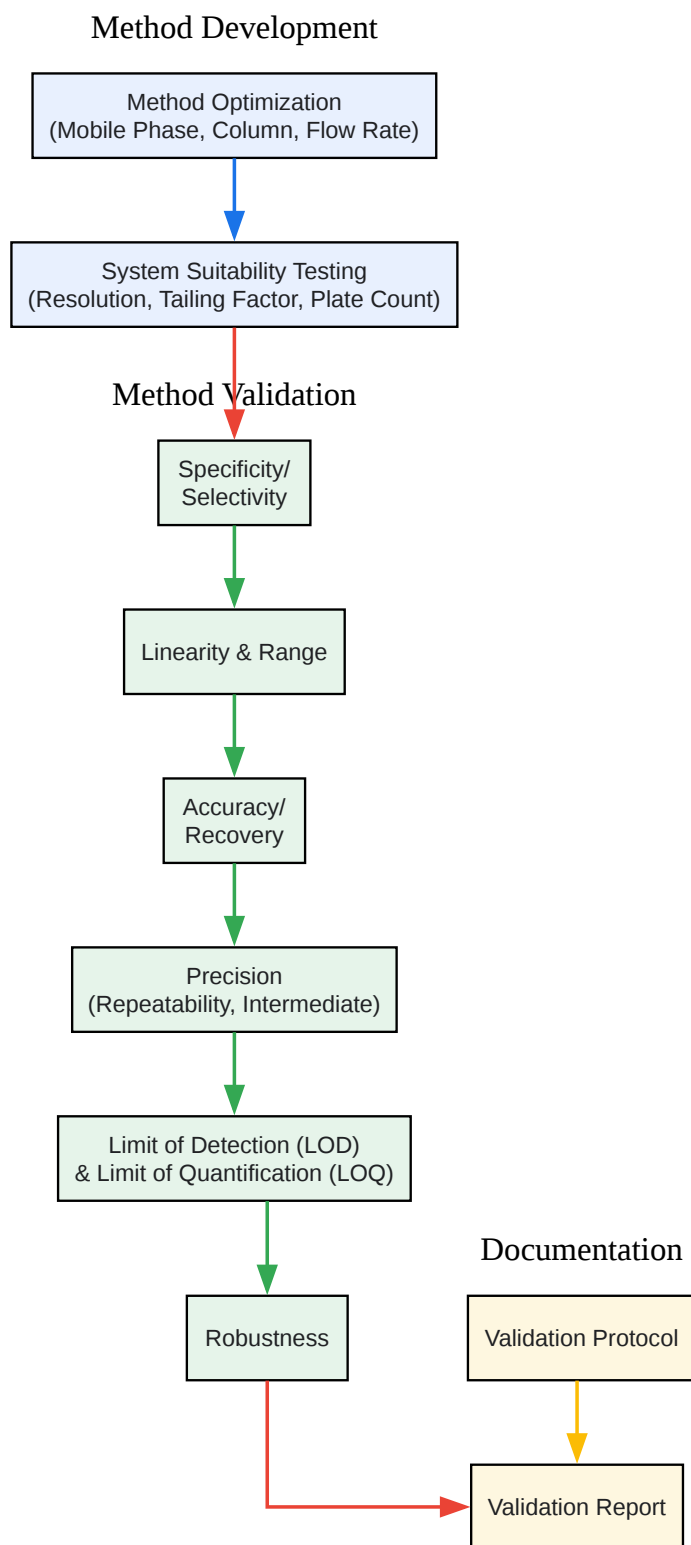 Method Development
Method Optimization
(Mobile Phase, Column, Flow Rate)
System Suitability Testing
(Resolution, Tailing Factor, Plate Count)
Method Validation
Specificity/
Selectivity
Linearity & Range
Accuracy/
Recovery
Precision
(Repeatability, Intermediate)
Limit of Detection (LOD)
& Limit of Quantification (LOQ)
Robustness
Documentation
Validation Protocol
Validation Report